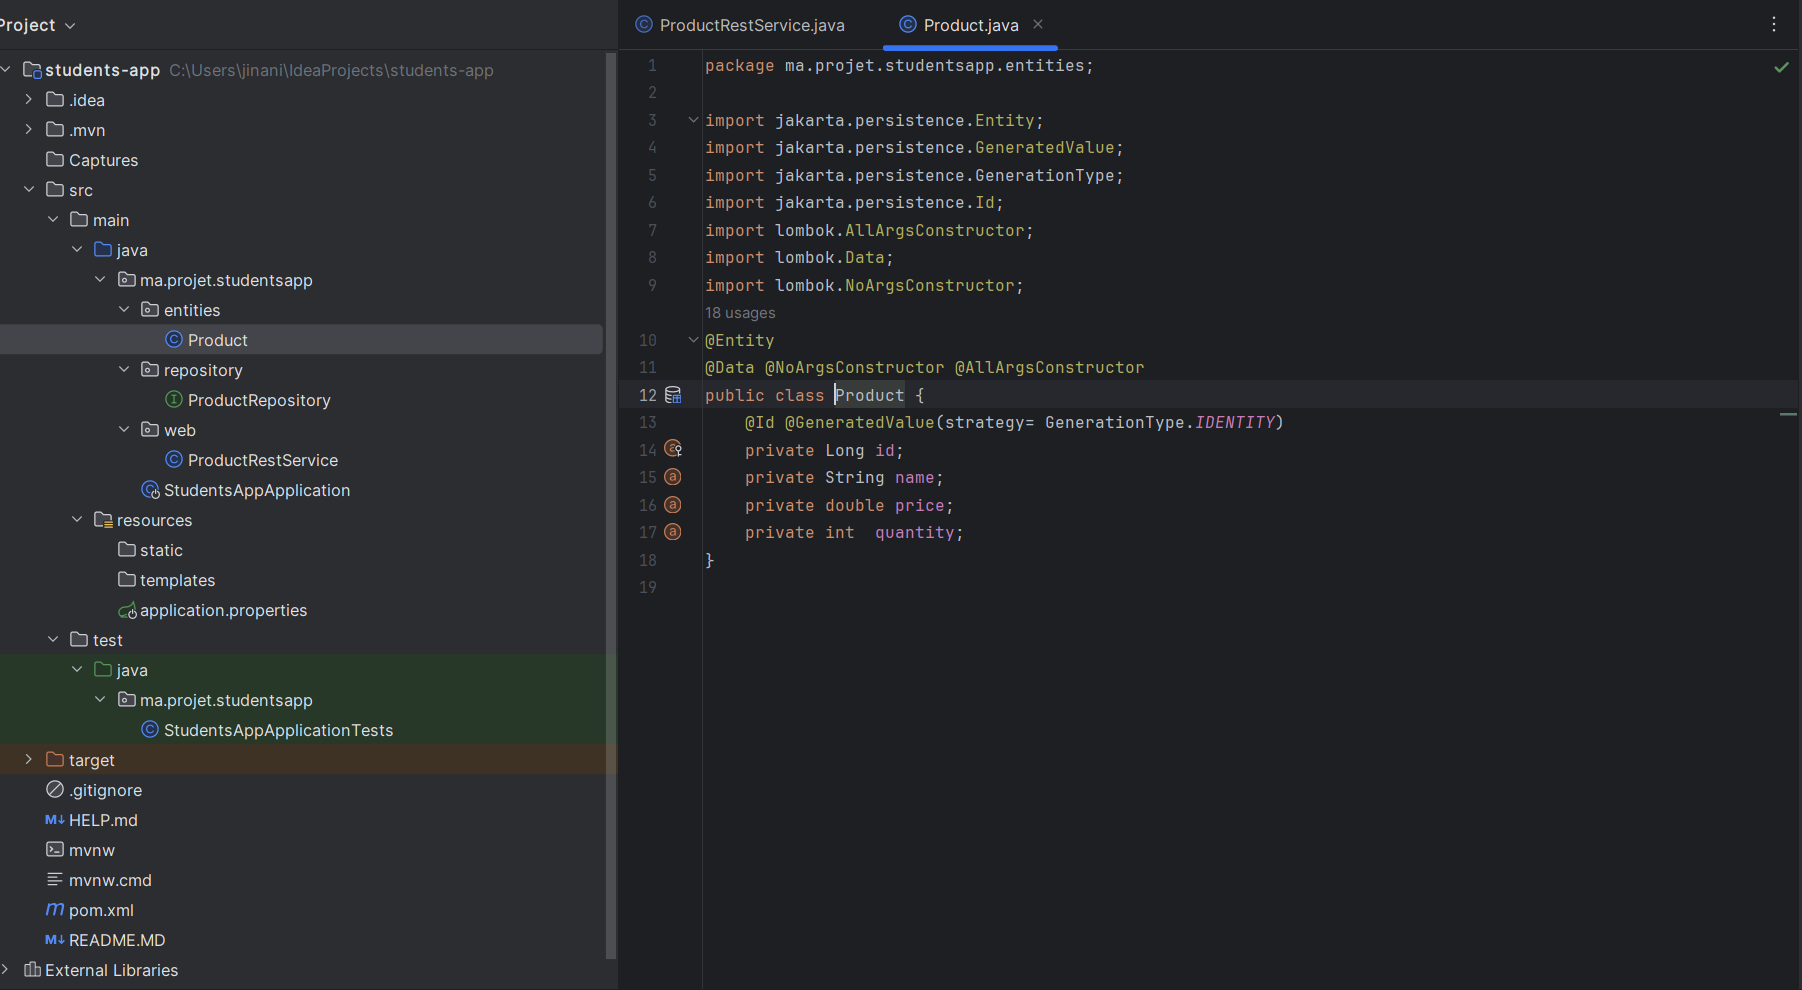 Project
students-app C:\Users\jinani\IdeaProjects\students-app
.idea
.mvn
Captures
src
main
java
ma.projet.studentsapp
entities
Product
repository
ProductRepository
web
ProductRestService
StudentsAppApplication
resources
static
templates
application.properties
test
java
ma.projet.studentsapp
StudentsAppApplicationTests
target
.gitignore
HELP.md
mvnw
mvnw.cmd
pom.xml
README.MD
External Libraries
ProductRestService.java Product.java
1 package ma.projet.studentsapp.entities;
2
3 import jakarta.persistence.Entity;
4 import jakarta.persistence.GeneratedValue;
5 import jakarta.persistence.GenerationType;
6 import jakarta.persistence.Id;
7 import lombok.AllArgsConstructor;
8 import lombok.Data;
9 import lombok.NoArgsConstructor;
18 usages
10 @Entity
11 @Data @NoArgsConstructor @AllArgsConstructor
12 public class Product {
13 @Id @GeneratedValue(strategy= GenerationType.IDENTITY)
14 private Long id;
15 private String name;
16 private double price;
17 private int  quantity;
18 }
19